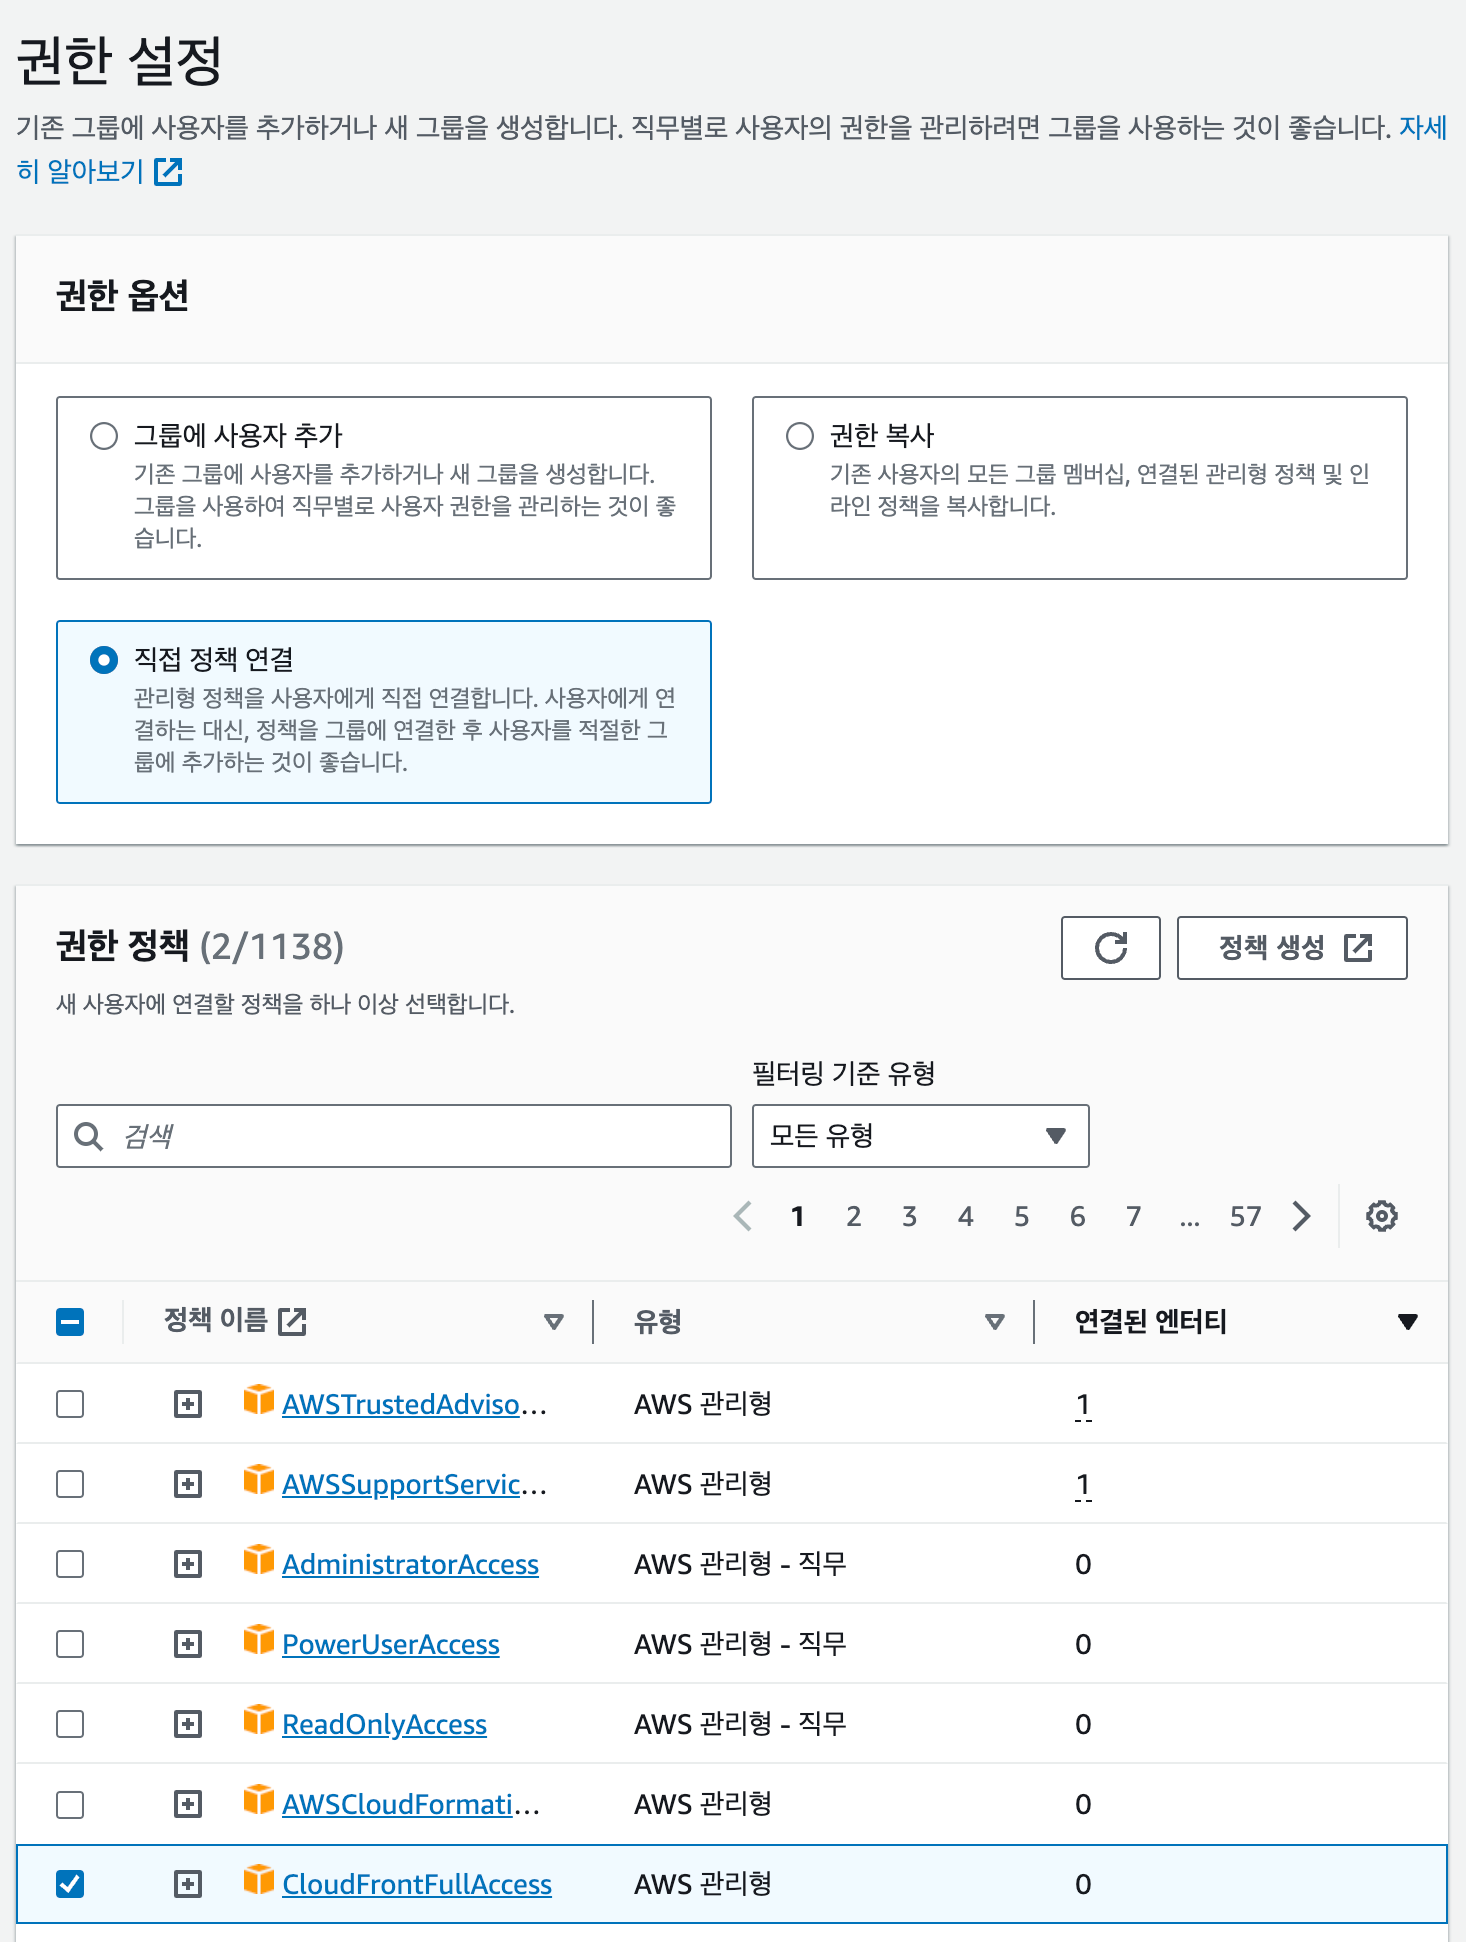 권한 설정
기존 그룹에 사용자를 추가하거나 새 그룹을 생성합니다. 직무별로 사용자의 권한을 관리하려면 그룹을 사용하는 것이 좋습니다. 자세
히 알아보기
권한 옵션
그룹에 사용자 추가
기존 그룹에 사용자를 추가하거나 새 그룹을 생성합니다.
그룹을 사용하여 직무별로 사용자 권한을 관리하는 것이 좋
습니다.
권한 복사
기존 사용자의 모든 그룹 멤버십, 연결된 관리형 정책 및 인
라인 정책을 복사합니다.
직접 정책 연결
관리형 정책을 사용자에게 직접 연결합니다. 사용자에게 연
결하는 대신, 정책을 그룹에 연결한 후 사용자를 적절한 그
룹에 추가하는 것이 좋습니다.
권한 정책 (2/1138)
정책 생성
새 사용자에 연결할 정책을 하나 이상 선택합니다.
필터링 기준 유형
검색
모든 유형
1 2 3 4 5 6 7 ... 57
정책 이름 유형 연결된 엔터티
AWSTrustedAdviso... AWS 관리형 1
AWSSupportServic... AWS 관리형 1
AdministratorAccess AWS 관리형 - 직무 0
PowerUserAccess AWS 관리형 - 직무 0
ReadOnlyAccess AWS 관리형 - 직무 0
AWSCloudFormati... AWS 관리형 0
CloudFrontFullAccess AWS 관리형 0